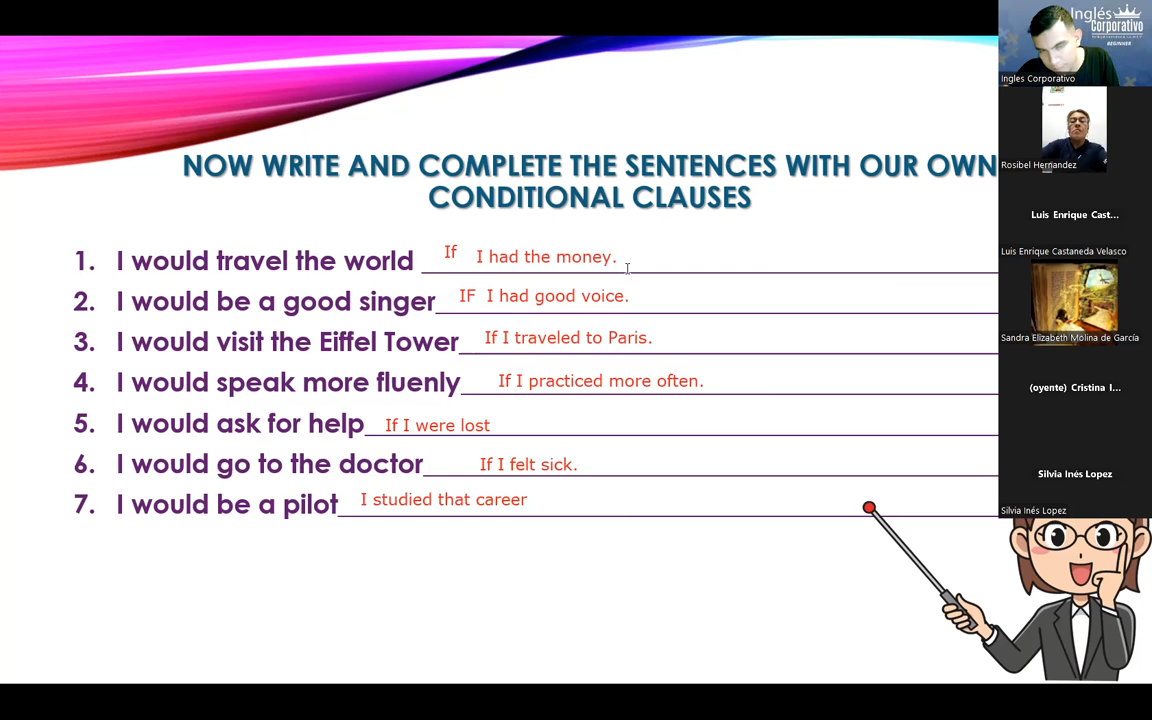 NOW WRITE AND COMPLETE THE SENTENCES WITH OUR OWN
CONDITIONAL CLAUSES
1. I would travel the world If I had the money.
2. I would be a good singer IF I had good voice.
3. I would visit the Eiffel Tower If I traveled to Paris.
4. I would speak more fluenly If I practiced more often.
5. I would ask for help If I were lost
6. I would go to the doctor If I felt sick.
7. I would be a pilot I studied that career
Inglés
Corporativo
BEGINNER
Ingles Corporativo
Rosibel Hernandez
Luis Enrique Cast...
Luis Enrique Castaneda Velasco
Sandra Elizabeth Molina de García
(oyente) Cristina I...
Silvia Inés Lopez
Silvia Inés Lopez